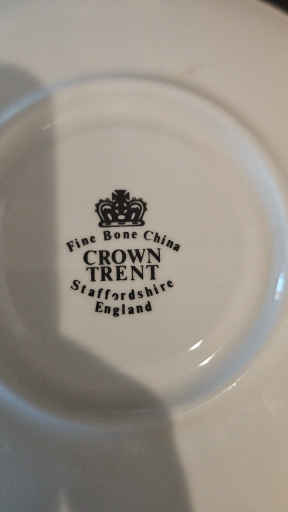 Fine Bone China
CROWN
TRENT
Staffordshire
England